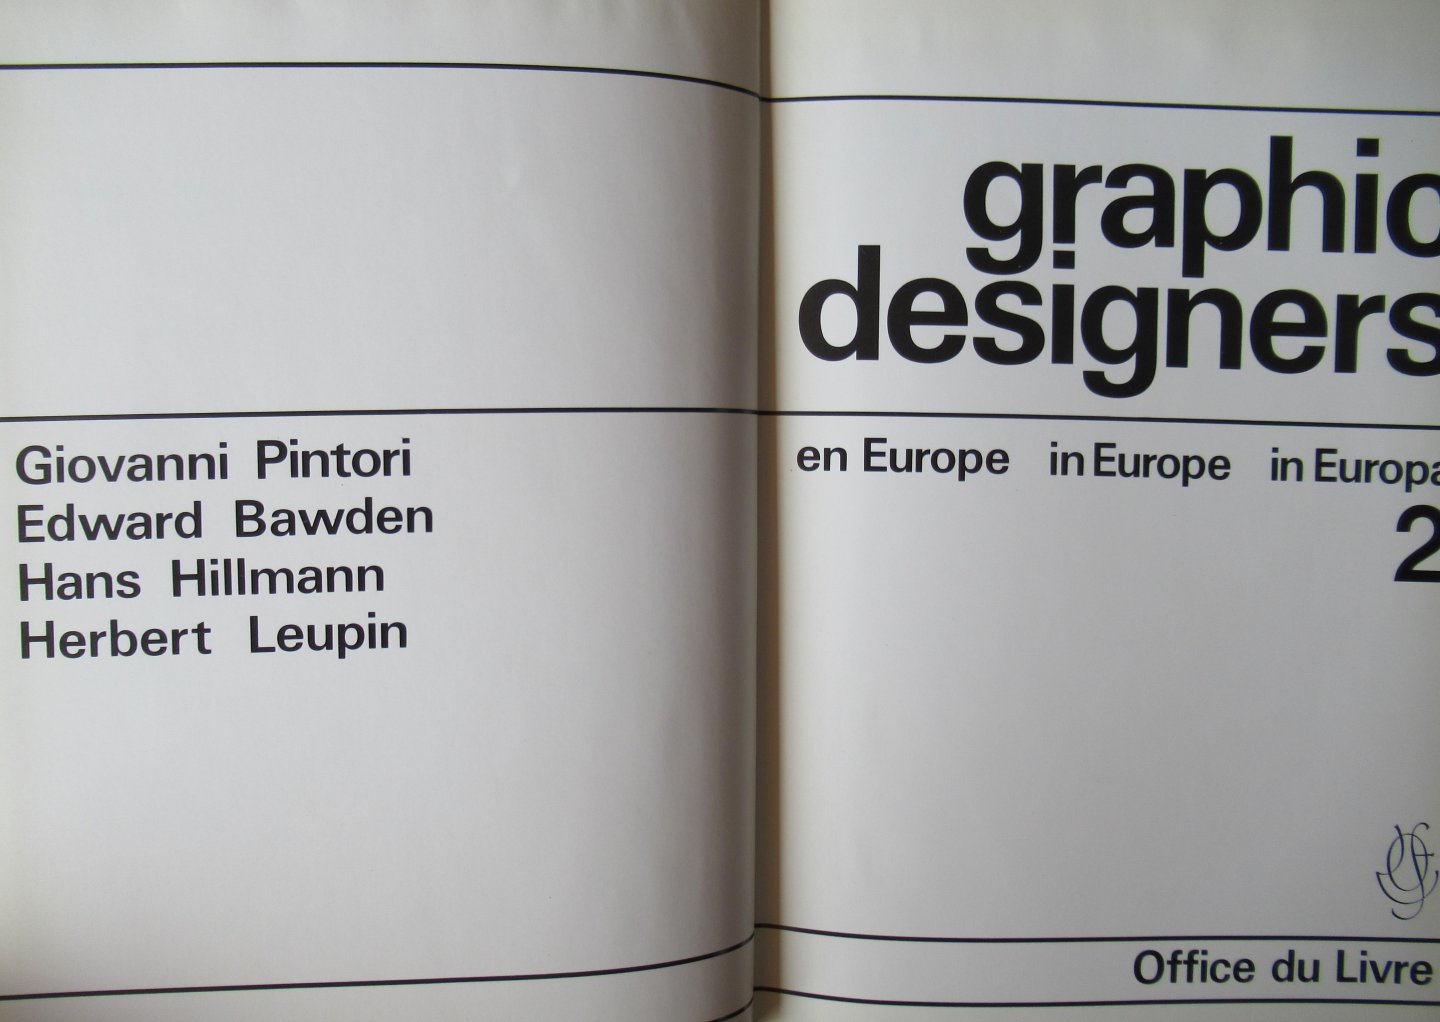 Giovanni Pintori
Edward Bawden
Hans Hillmann
Herbert Leupin
graphic
designers
en Europe in Europe in Europa
2
Office du Livre